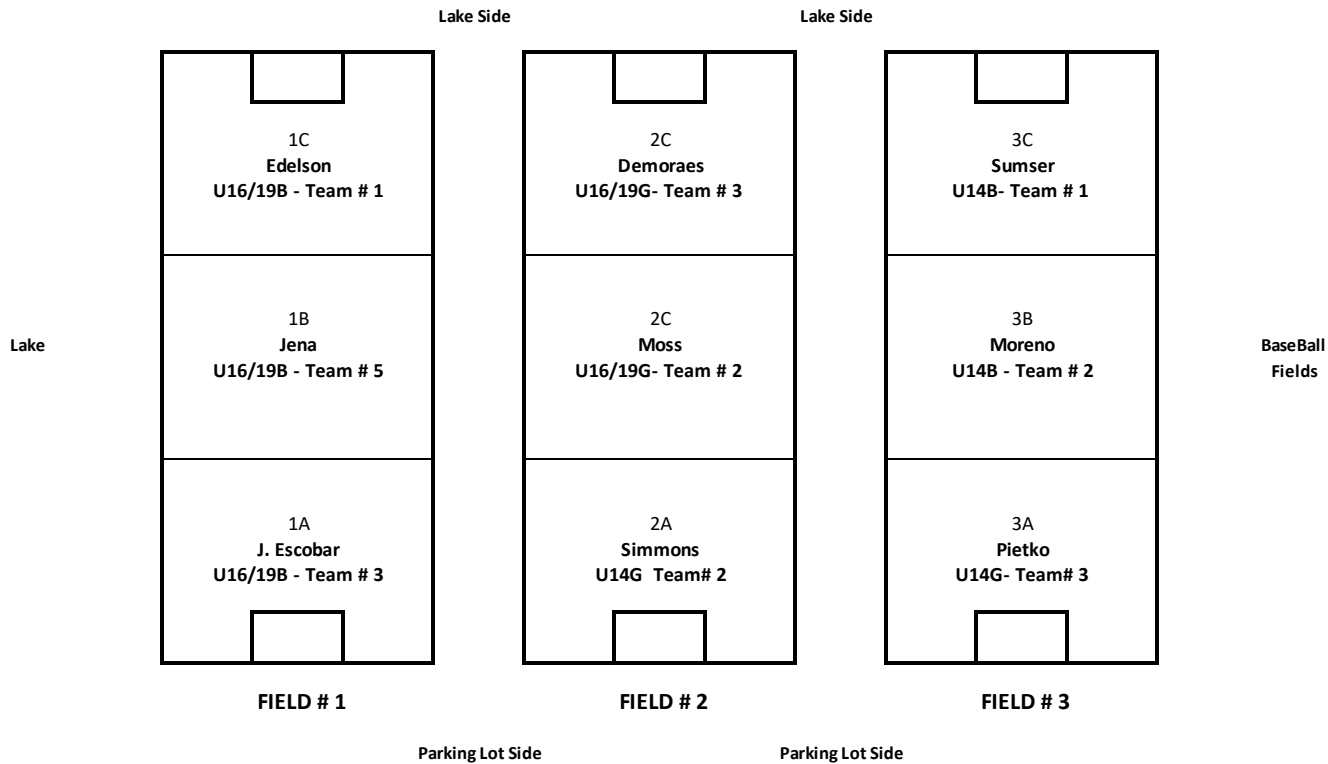 Lake Side
Lake Side
1C
Edelson
U16/19B - Team # 1
2C
Demoraes
U16/19G- Team # 3
3C
Sumser
U14B- Team # 1
Lake
1B
Jena
U16/19B - Team # 5
2C
Moss
U16/19G- Team # 2
3B
Moreno
U14B - Team # 2
BaseBall
Fields
1A
J. Escobar
U16/19B - Team # 3
2A
Simmons
U14G  Team# 2
3A
Pietko
U14G- Team# 3
FIELD # 1
FIELD # 2
FIELD # 3
Parking Lot Side
Parking Lot Side